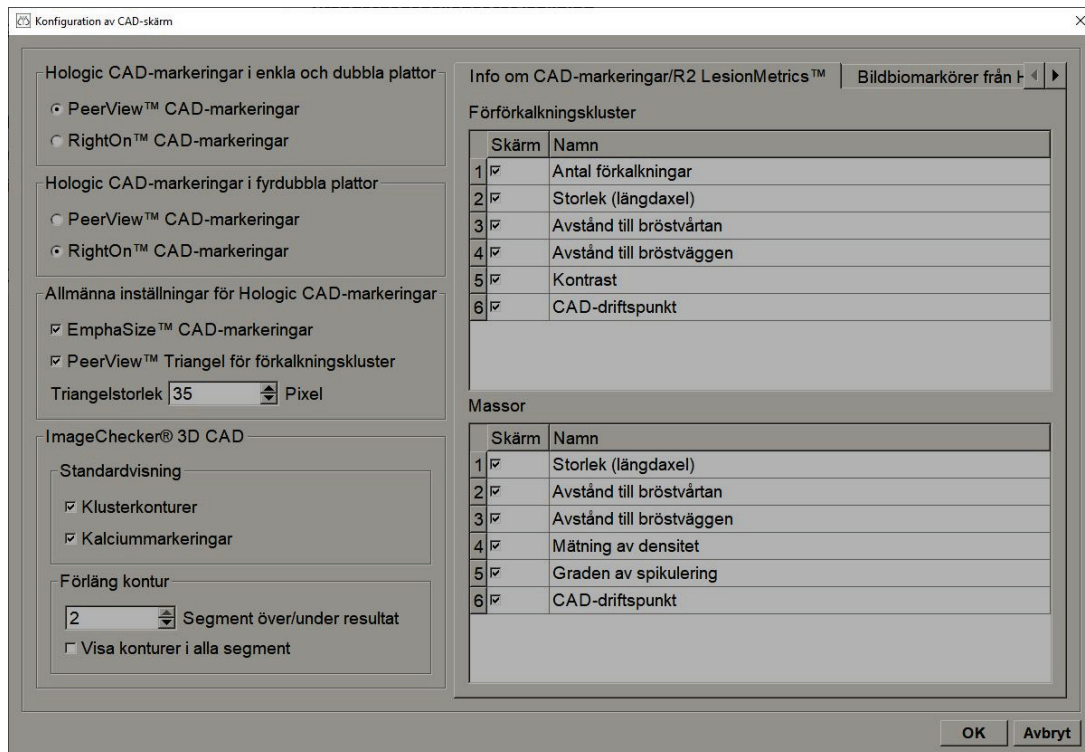 Konfiguration av CAD-skärm
Hologic CAD-markeringar i enkla och dubbla plattor
PeerView™ CAD-markeringar
RightOn™ CAD-markeringar
Hologic CAD-markeringar i fyrdubbla plattor
PeerView™ CAD-markeringar
RightOn™ CAD-markeringar
Allmänna inställningar för Hologic CAD-markeringar
EmphaSize™ CAD-markeringar
PeerView™ Triangel för förkalkningskluster
Triangelstorlek 35 Pixel
ImageChecker® 3D CAD
Standardvisning
Klusterkonturer
Kalciummarkeringar
Förläng kontur
2 Segment över/under resultat
Visa konturer i alla segment
Info om CAD-markeringar/R2 LesionMetrics™
Bildbiomarkörer från
Förförkalkningskluster
Skärm Namn
1 Antal förkalkningar
2 Storlek (längdaxel)
3 Avstånd till bröstvårtan
4 Avstånd till bröstväggen
5 Kontrast
6 CAD-driftspunkt
Massor
Skärm Namn
1 Storlek (längdaxel)
2 Avstånd till bröstvårtan
3 Avstånd till bröstväggen
4 Mätning av densitet
5 Graden av spikulering
6 CAD-driftspunkt
OK Avbryt